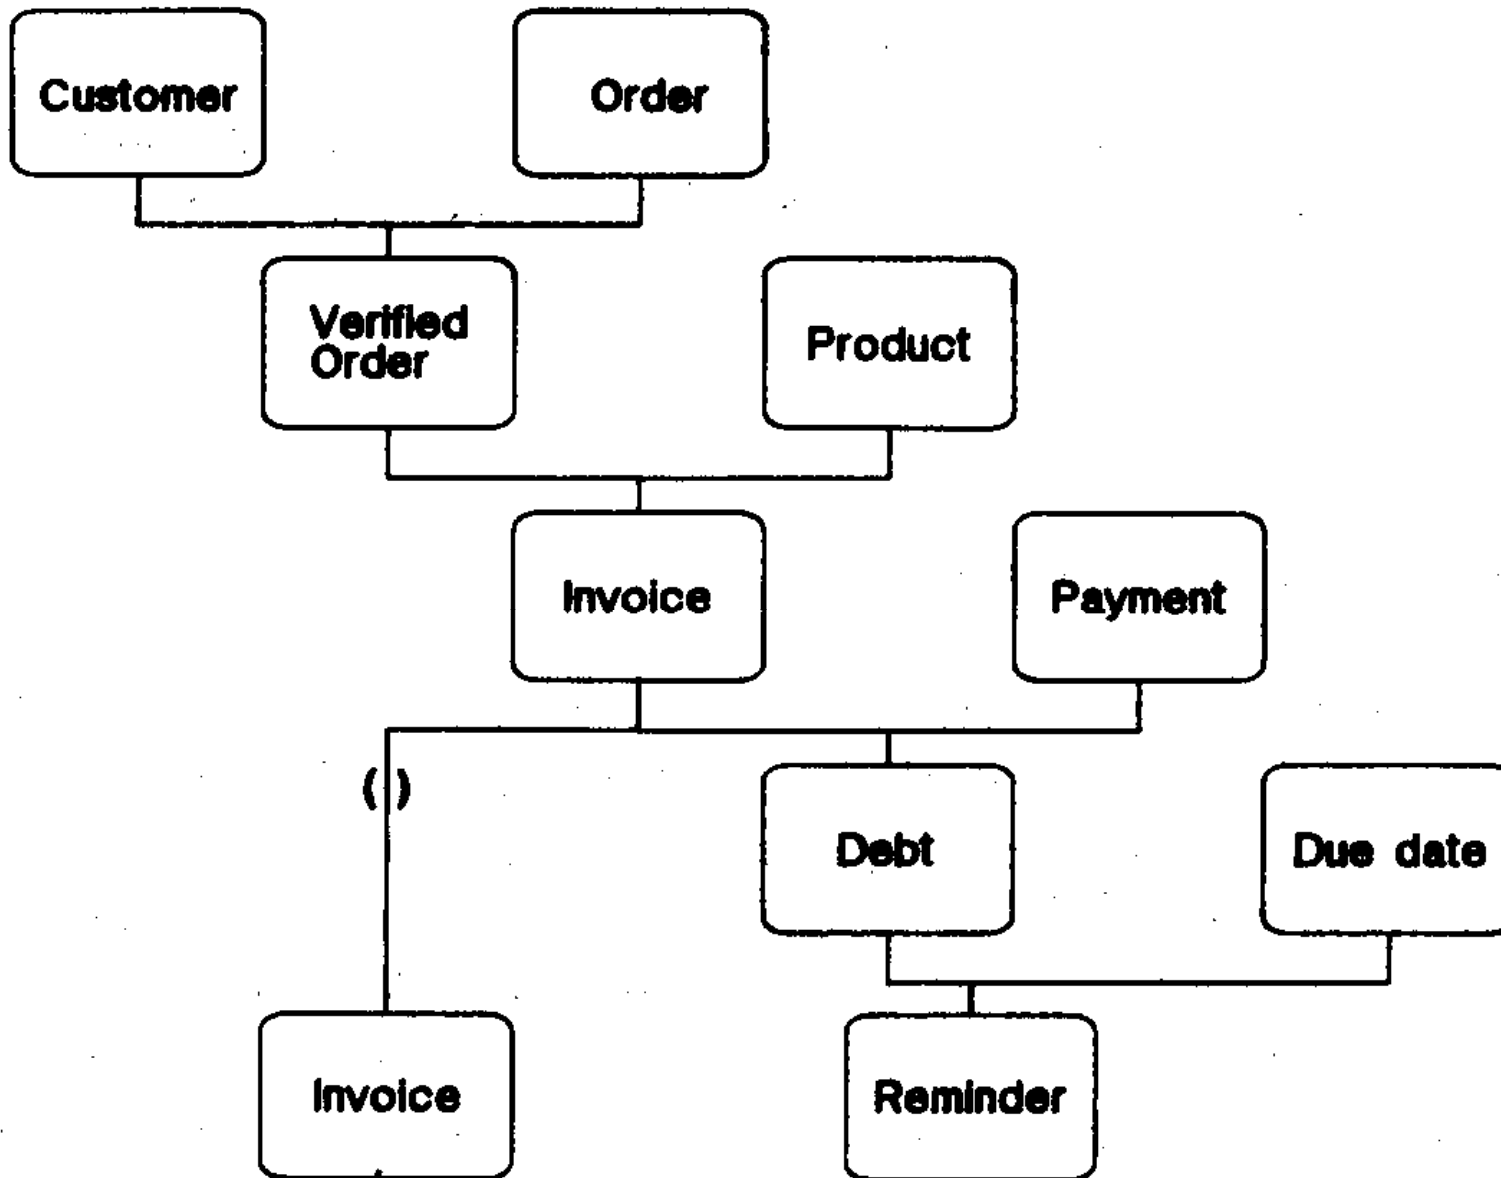 Customer
Order
Verified
Order
Product
Invoice
Payment
( )
Debt
Due date
Invoice
Reminder